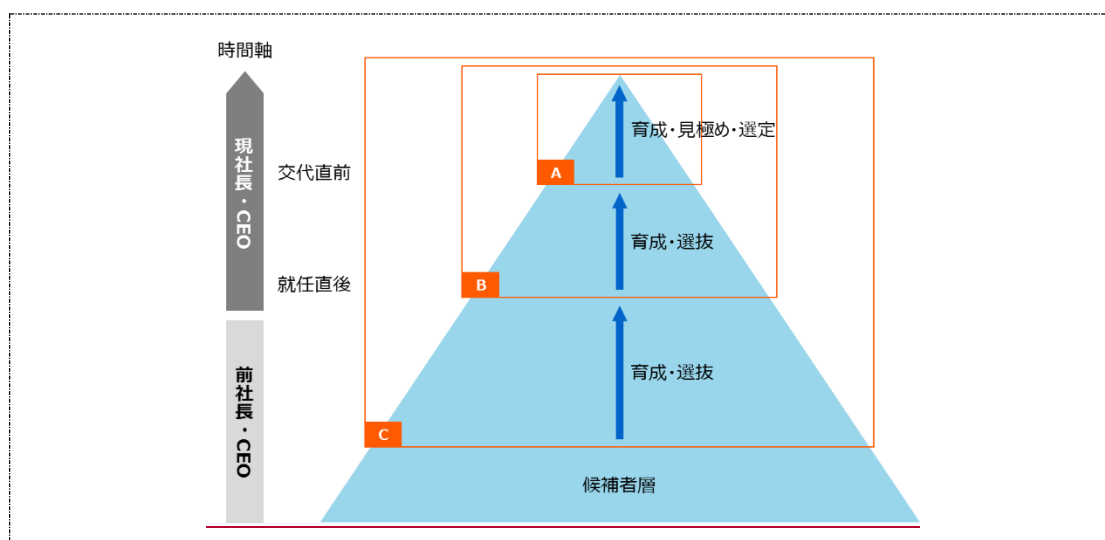 時間軸
現社長・CEO
育成・見極め・選定
交代直前
A
育成・選抜
就任直後
B
前社長・CEO
育成・選抜
C
候補者層